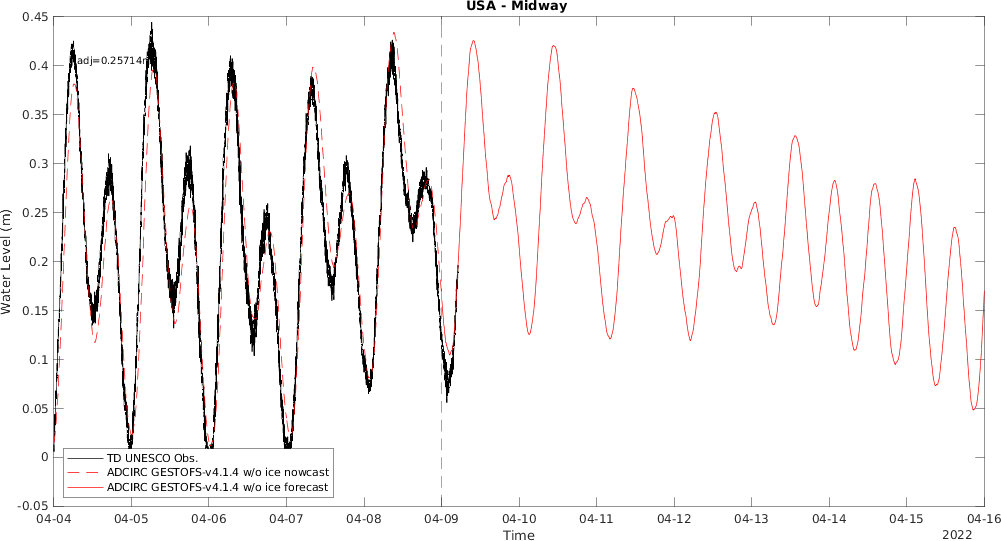 USA - Midway
0.45
0.4
0.35
0.3
0.25
0.2
0.15
0.1
0.05
0
-0.05
Water Level (m)
adj=0.25714m
TD UNESCO Obs.
ADCIRC GESTOFS-v4.1.4 w/o ice nowcast
ADCIRC GESTOFS-v4.1.4 w/o ice forecast
04-04 04-05 04-06 04-07 04-08 04-09 04-10 04-11 04-12 04-13 04-14 04-15 04-16
Time
2022